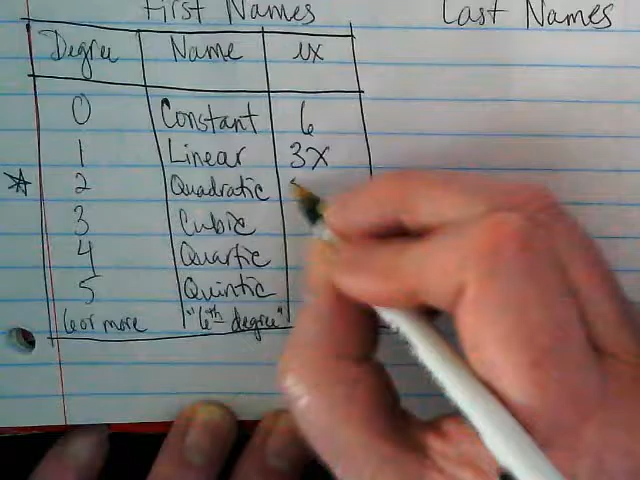 First Names Last Names
Degree Name ex
0 Constant 6
1 Linear 3x
2 Quadratic
3 Cubic
4 Quartic
5 Quintic
6 or more "6th degree"